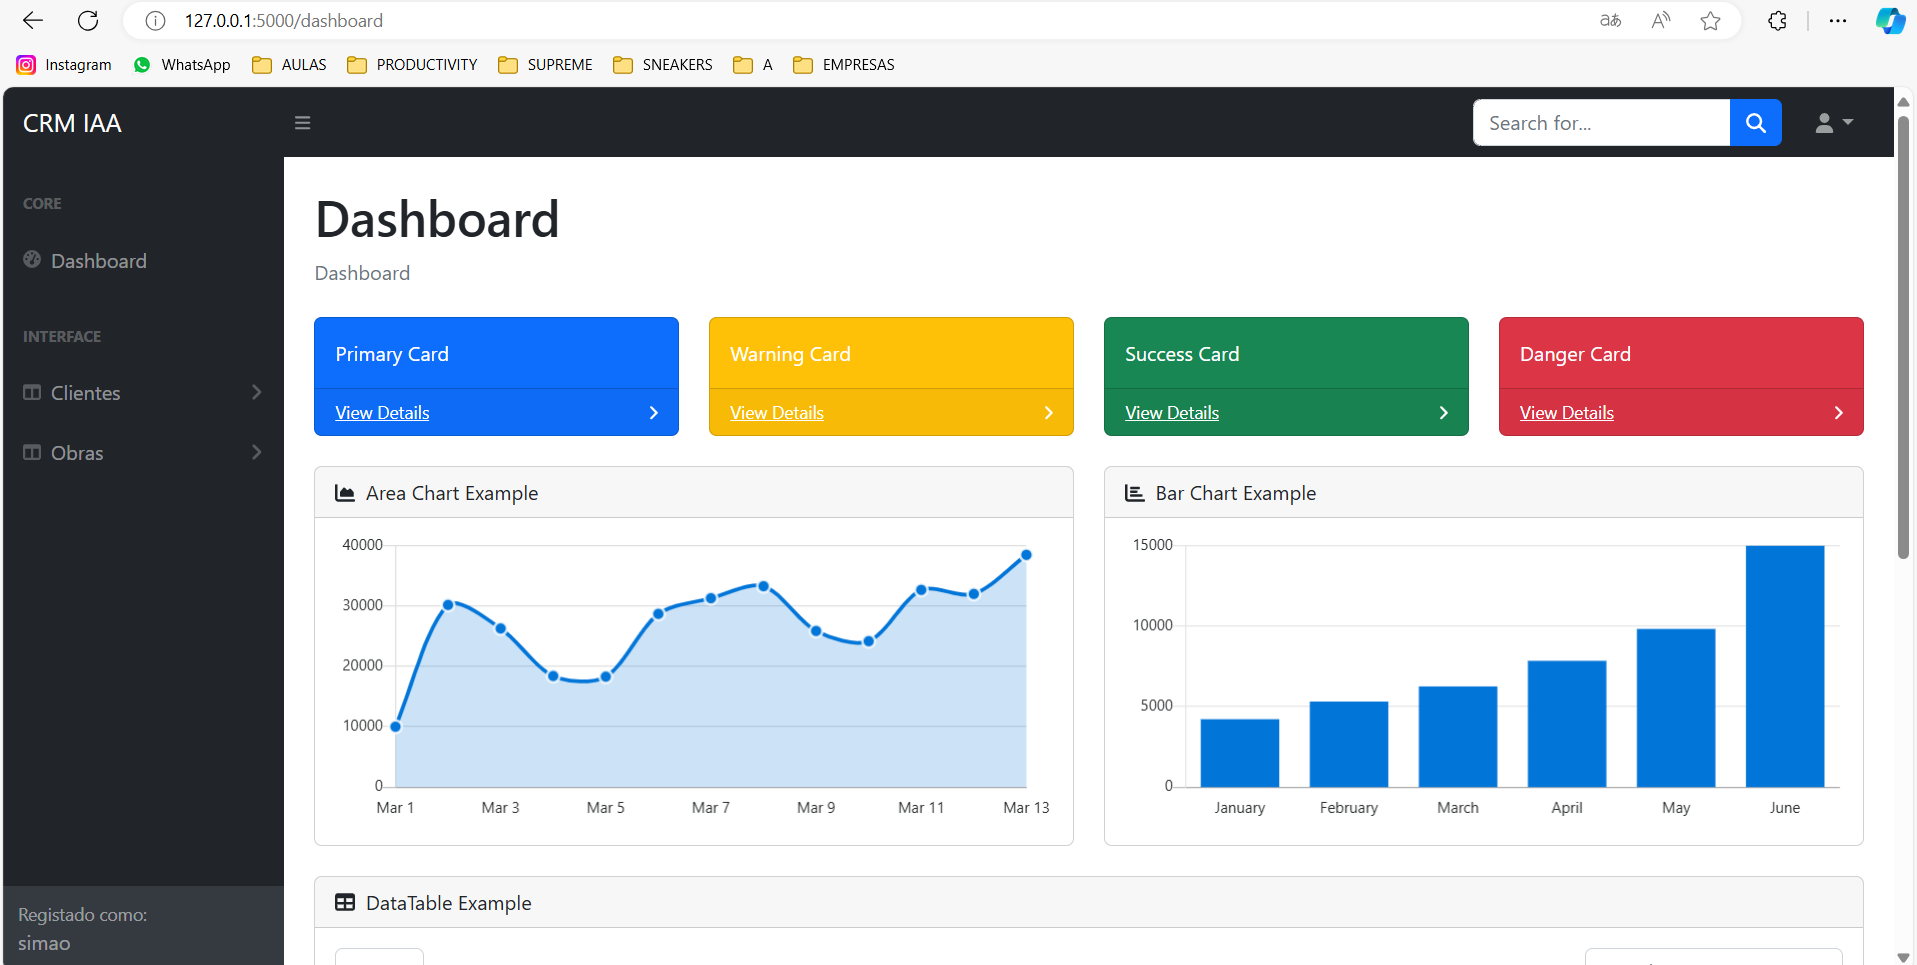 127.0.0.1:5000/dashboard
Instagram WhatsApp AULAS PRODUCTIVITY SUPREME SNEAKERS A EMPRESAS
CRM IAA
Search for...
CORE
Dashboard
INTERFACE
Clientes
Obras
Registado como:
simao
Dashboard
Dashboard
Primary Card
View Details
Warning Card
View Details
Success Card
View Details
Danger Card
View Details
Area Chart Example
40000
30000
20000
10000
0
Mar 1 Mar 3 Mar 5 Mar 7 Mar 9 Mar 11 Mar 13
Bar Chart Example
15000
10000
5000
0
January February March April May June
DataTable Example